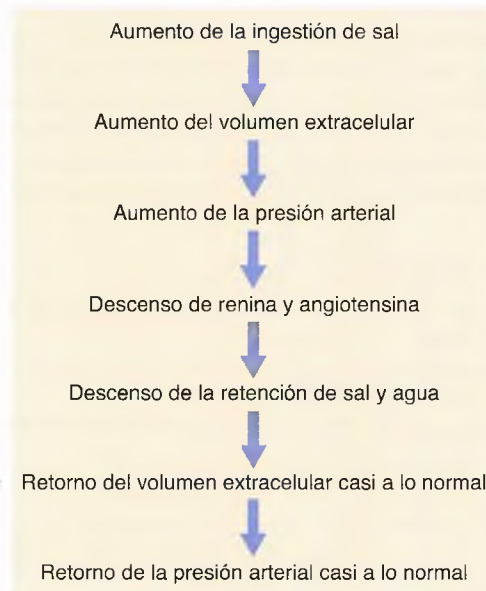 Aumento de la ingestión de sal
Aumento del volumen extracelular
Aumento de la presión arterial
Descenso de renina y angiotensina
Descenso de la retención de sal y agua
Retorno del volumen extracelular casi a lo normal
Retorno de la presión arterial casi a lo normal